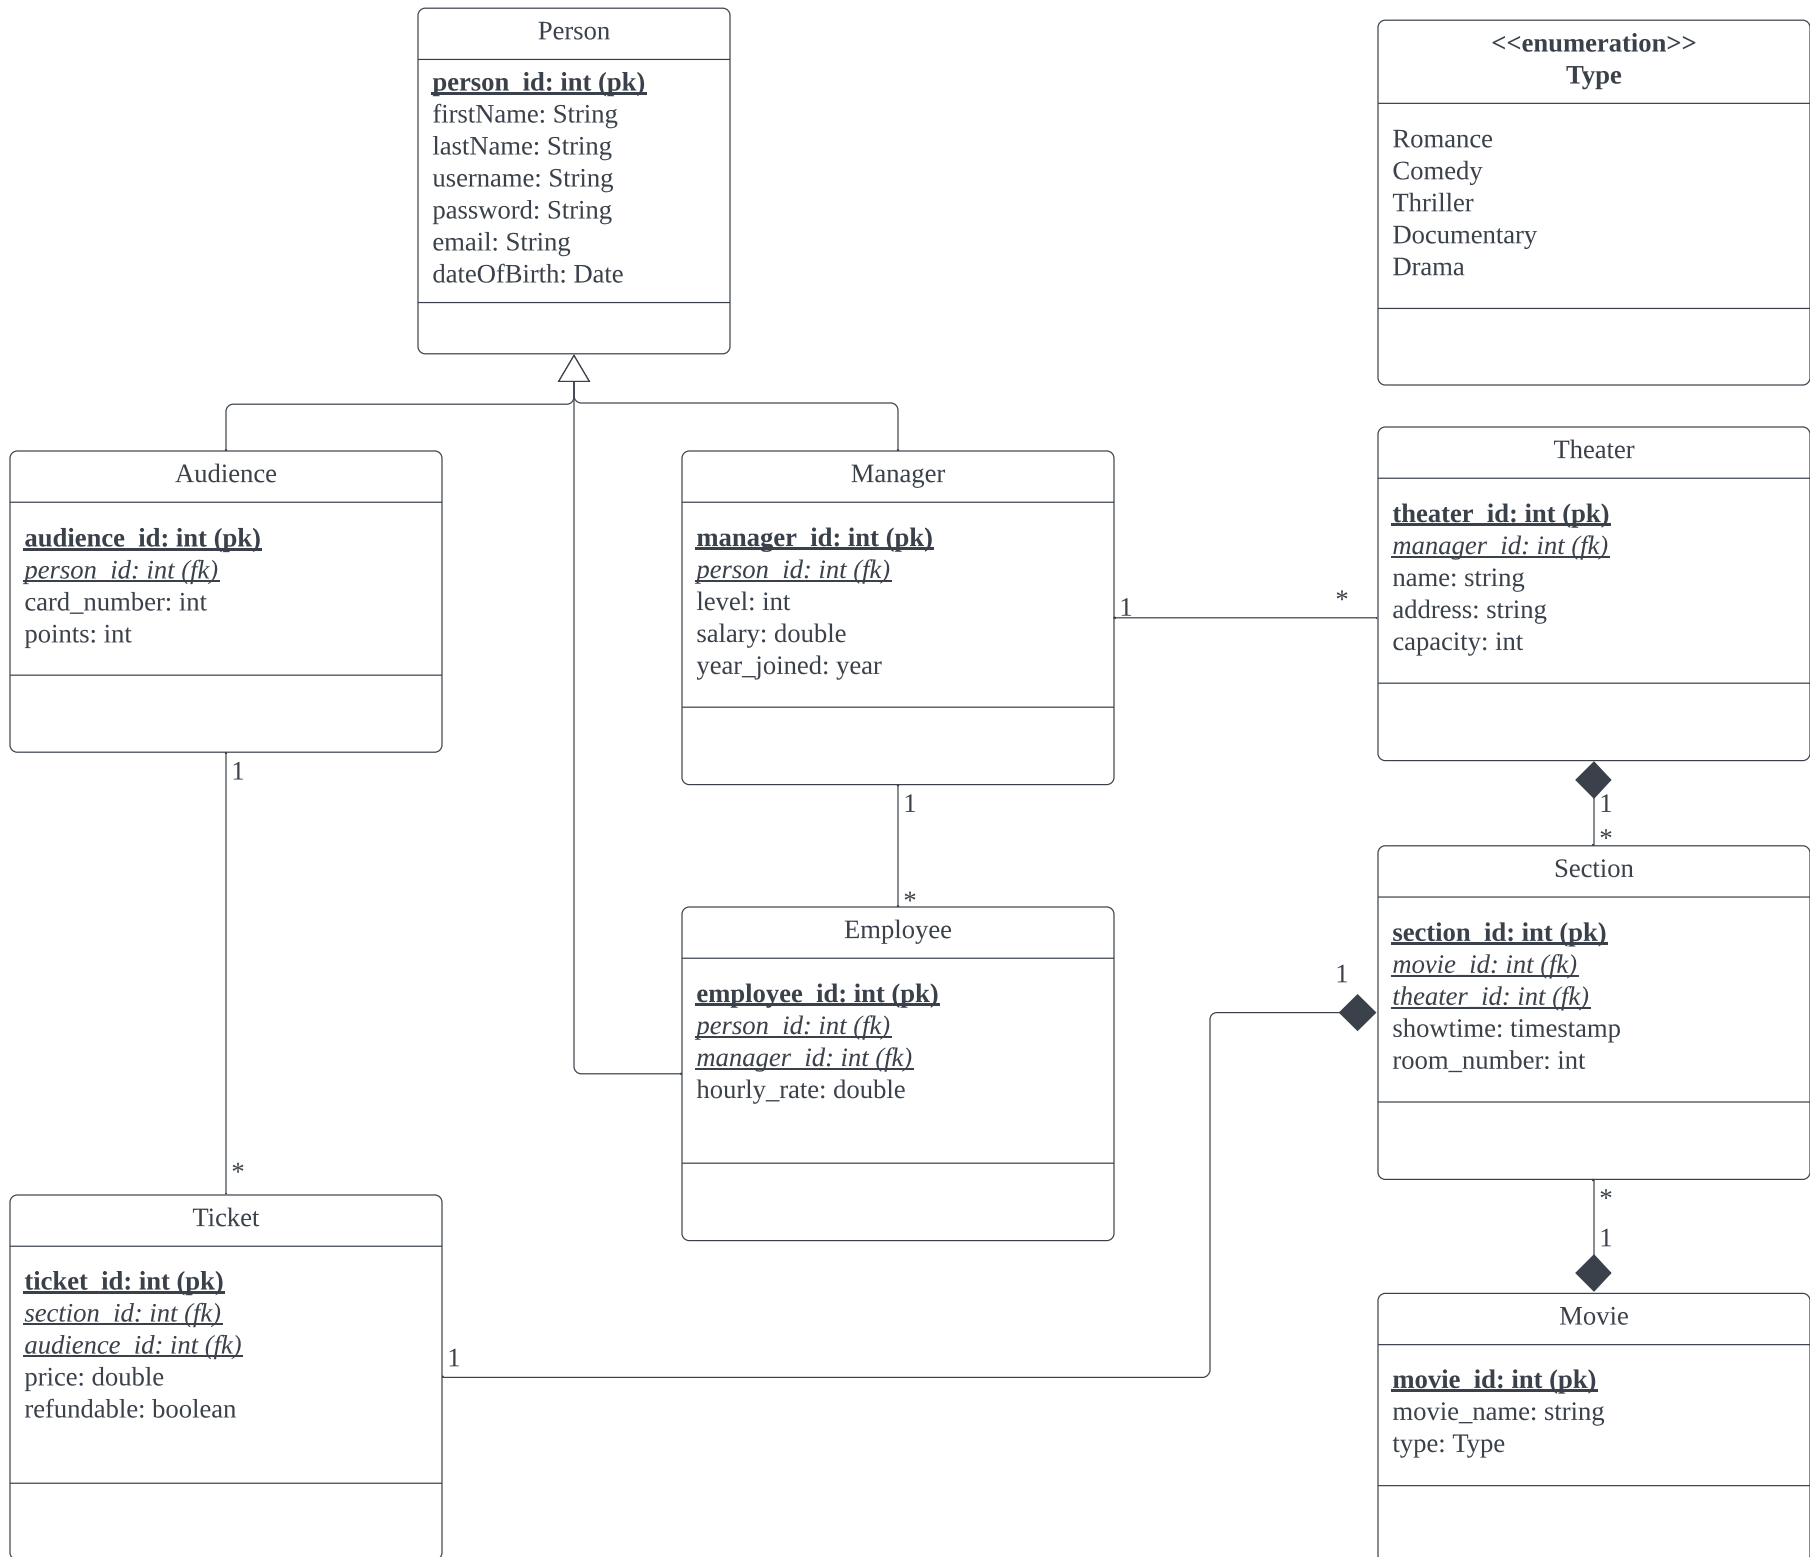 Person
person_id: int (pk)
firstName: String
lastName: String
username: String
password: String
email: String
dateOfBirth: Date
<<enumeration>>
Type
Romance
Comedy
Thriller
Documentary
Drama
Audience
audience_id: int (pk)
person_id: int (fk)
card_number: int
points: int
Manager
manager_id: int (pk)
person_id: int (fk)
level: int
salary: double
year_joined: year
Theater
theater_id: int (pk)
manager_id: int (fk)
name: string
address: string
capacity: int
1
*
1
1
1
*
*
Employee
employee_id: int (pk)
person_id: int (fk)
manager_id: int (fk)
hourly_rate: double
Section
section_id: int (pk)
movie_id: int (fk)
theater_id: int (fk)
showtime: timestamp
room_number: int
1
*
*
1
1
Ticket
ticket_id: int (pk)
section_id: int (fk)
audience_id: int (fk)
price: double
refundable: boolean
Movie
movie_id: int (pk)
movie_name: string
type: Type